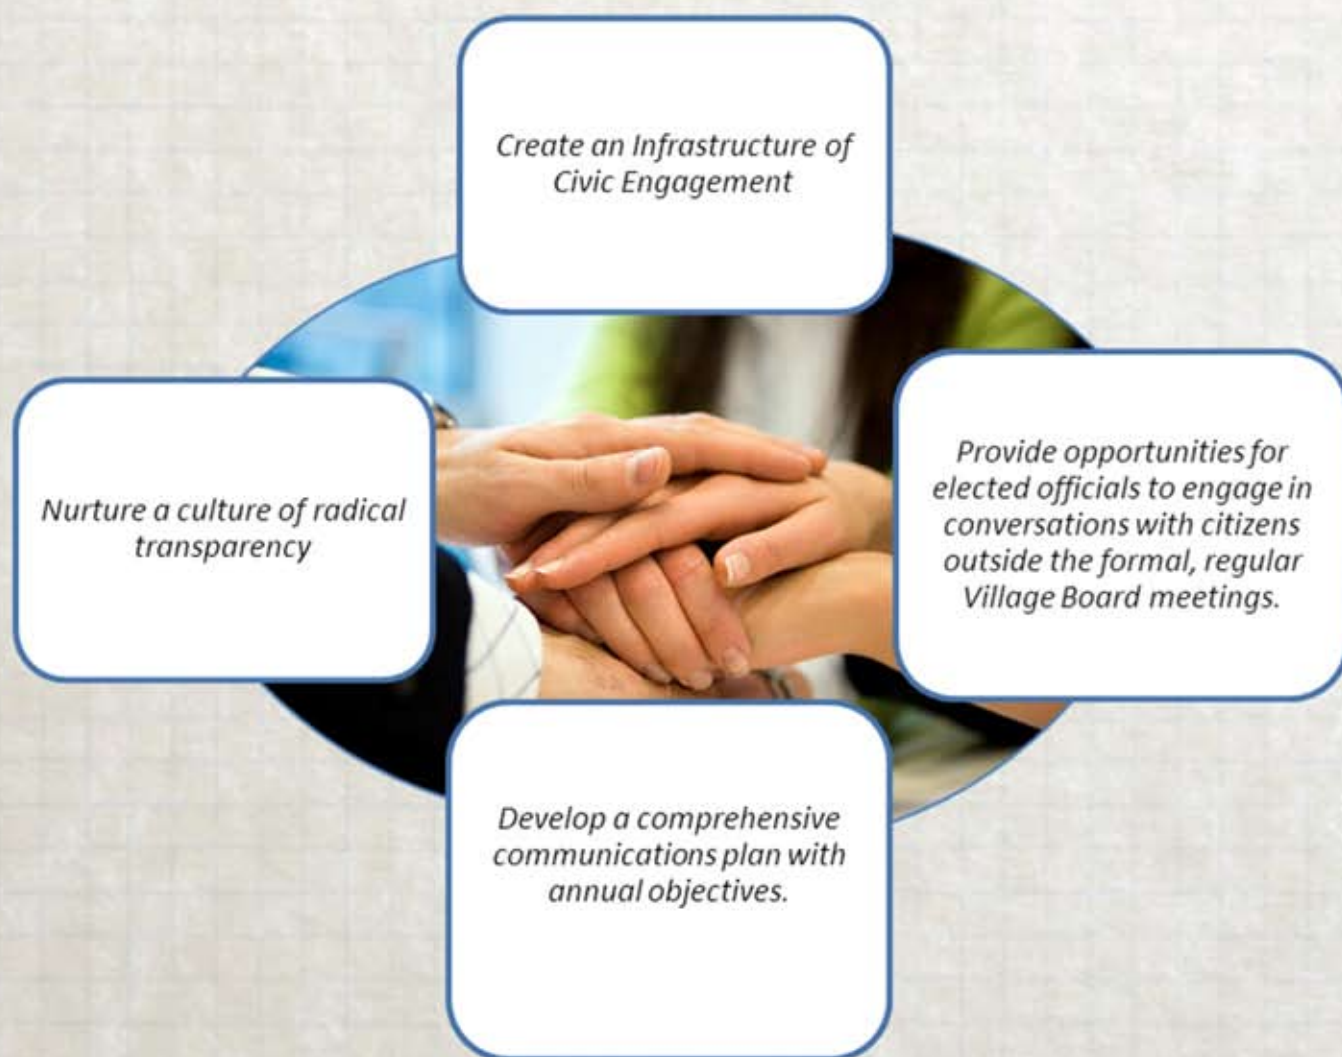 Create an Infrastructure of
Civic Engagement
Nurture a culture of radical
transparency
Provide opportunities for
elected officials to engage in
conversations with citizens
outside the formal, regular
Village Board meetings.
Develop a comprehensive
communications plan with
annual objectives.